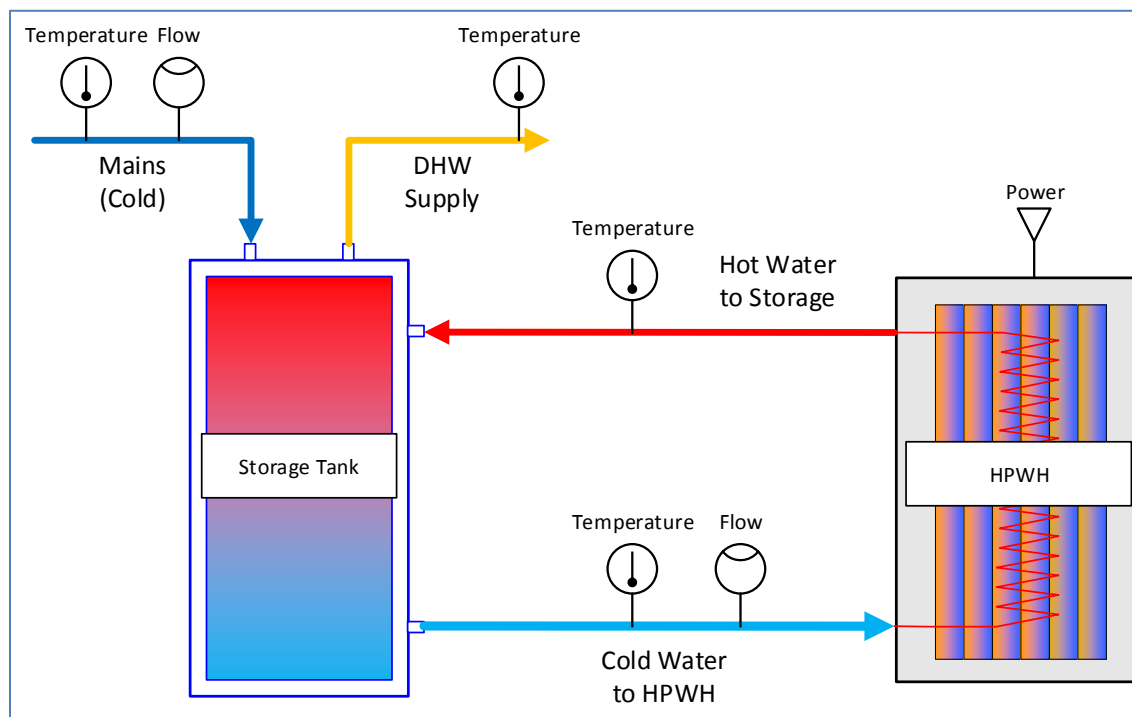 Temperature
Flow
Temperature
Mains
(Cold)
DHW
Supply
Power
Temperature
Hot Water
to Storage
Storage Tank
HPWH
Temperature
Flow
Cold Water
to HPWH